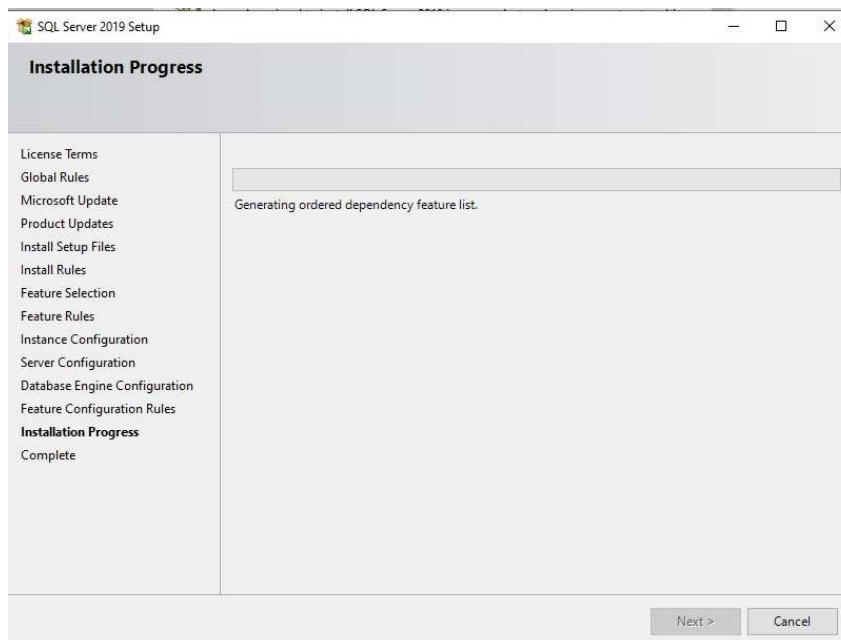 SQL Server 2019 Setup
Installation Progress
License Terms
Global Rules
Microsoft Update
Product Updates
Install Setup Files
Install Rules
Feature Selection
Feature Rules
Instance Configuration
Server Configuration
Database Engine Configuration
Feature Configuration Rules
Installation Progress
Complete
Generating ordered dependency feature list.
Next >
Cancel